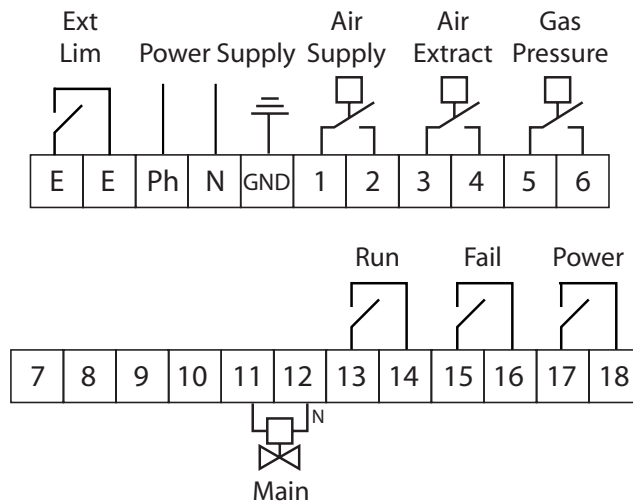 Ext Lim Power Supply Air Supply Air Extract Gas Pressure
E E Ph N GND 1 2 3 4 5 6
Run Fail Power
7 8 9 10 11 12 13 14 15 16 17 18
N
Main